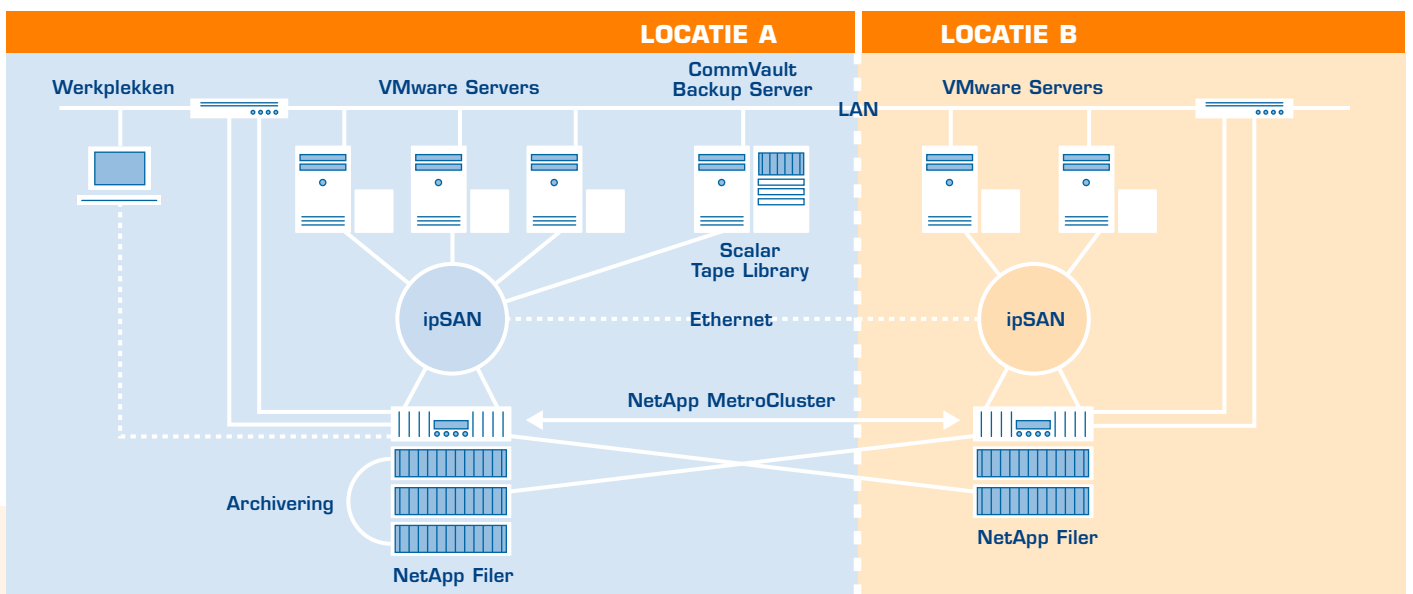 LOCATIE A
LOCATIE B
Werkplekken
VMware Servers
CommVault
Backup Server
LAN
VMware Servers
Scalar
Tape Library
ipSAN
Ethernet
ipSAN
NetApp MetroCluster
Archivering
NetApp Filer
NetApp Filer